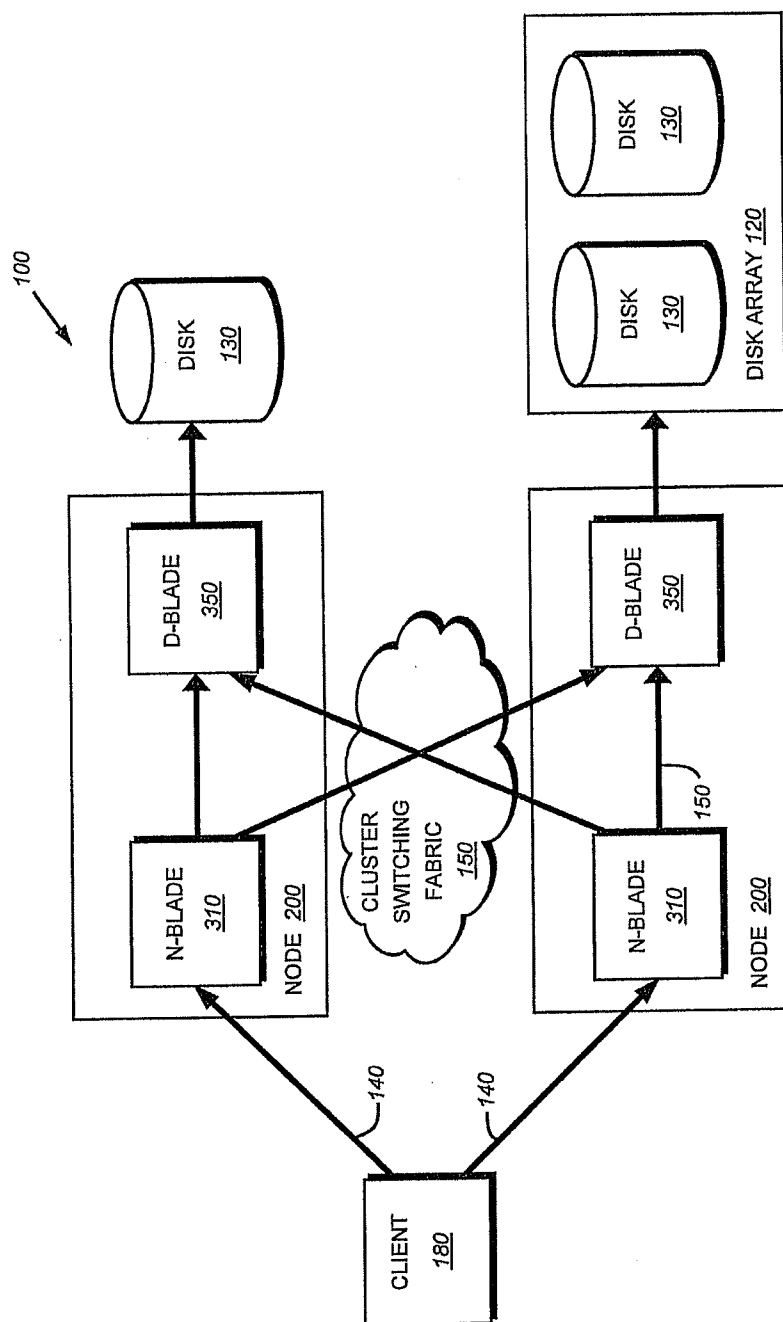 100
CLIENT
180
140
140
N-BLADE
310
NODE 200
D-BLADE
350
DISK
130
CLUSTER
SWITCHING
FABRIC
150
N-BLADE
310
NODE 200
150
D-BLADE
350
DISK
130
DISK
130
DISK ARRAY 120